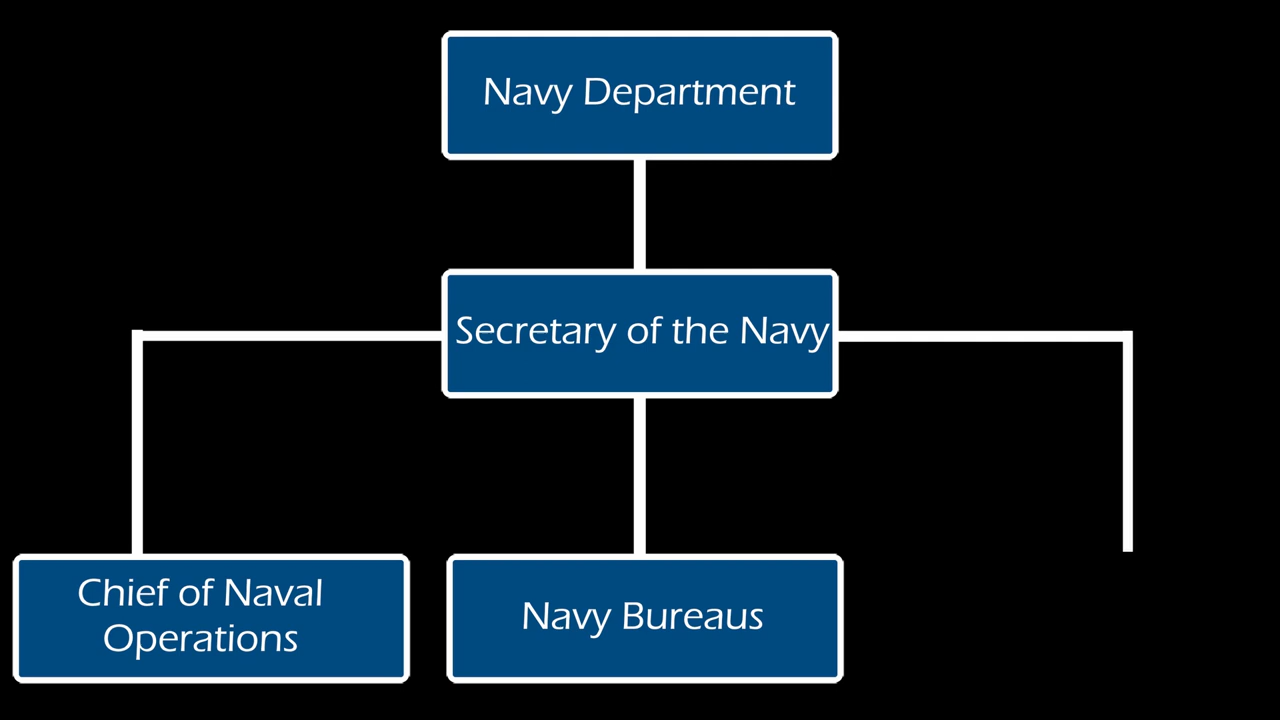 Navy Department
Secretary of the Navy
Chief of Naval
Operations
Navy Bureaus